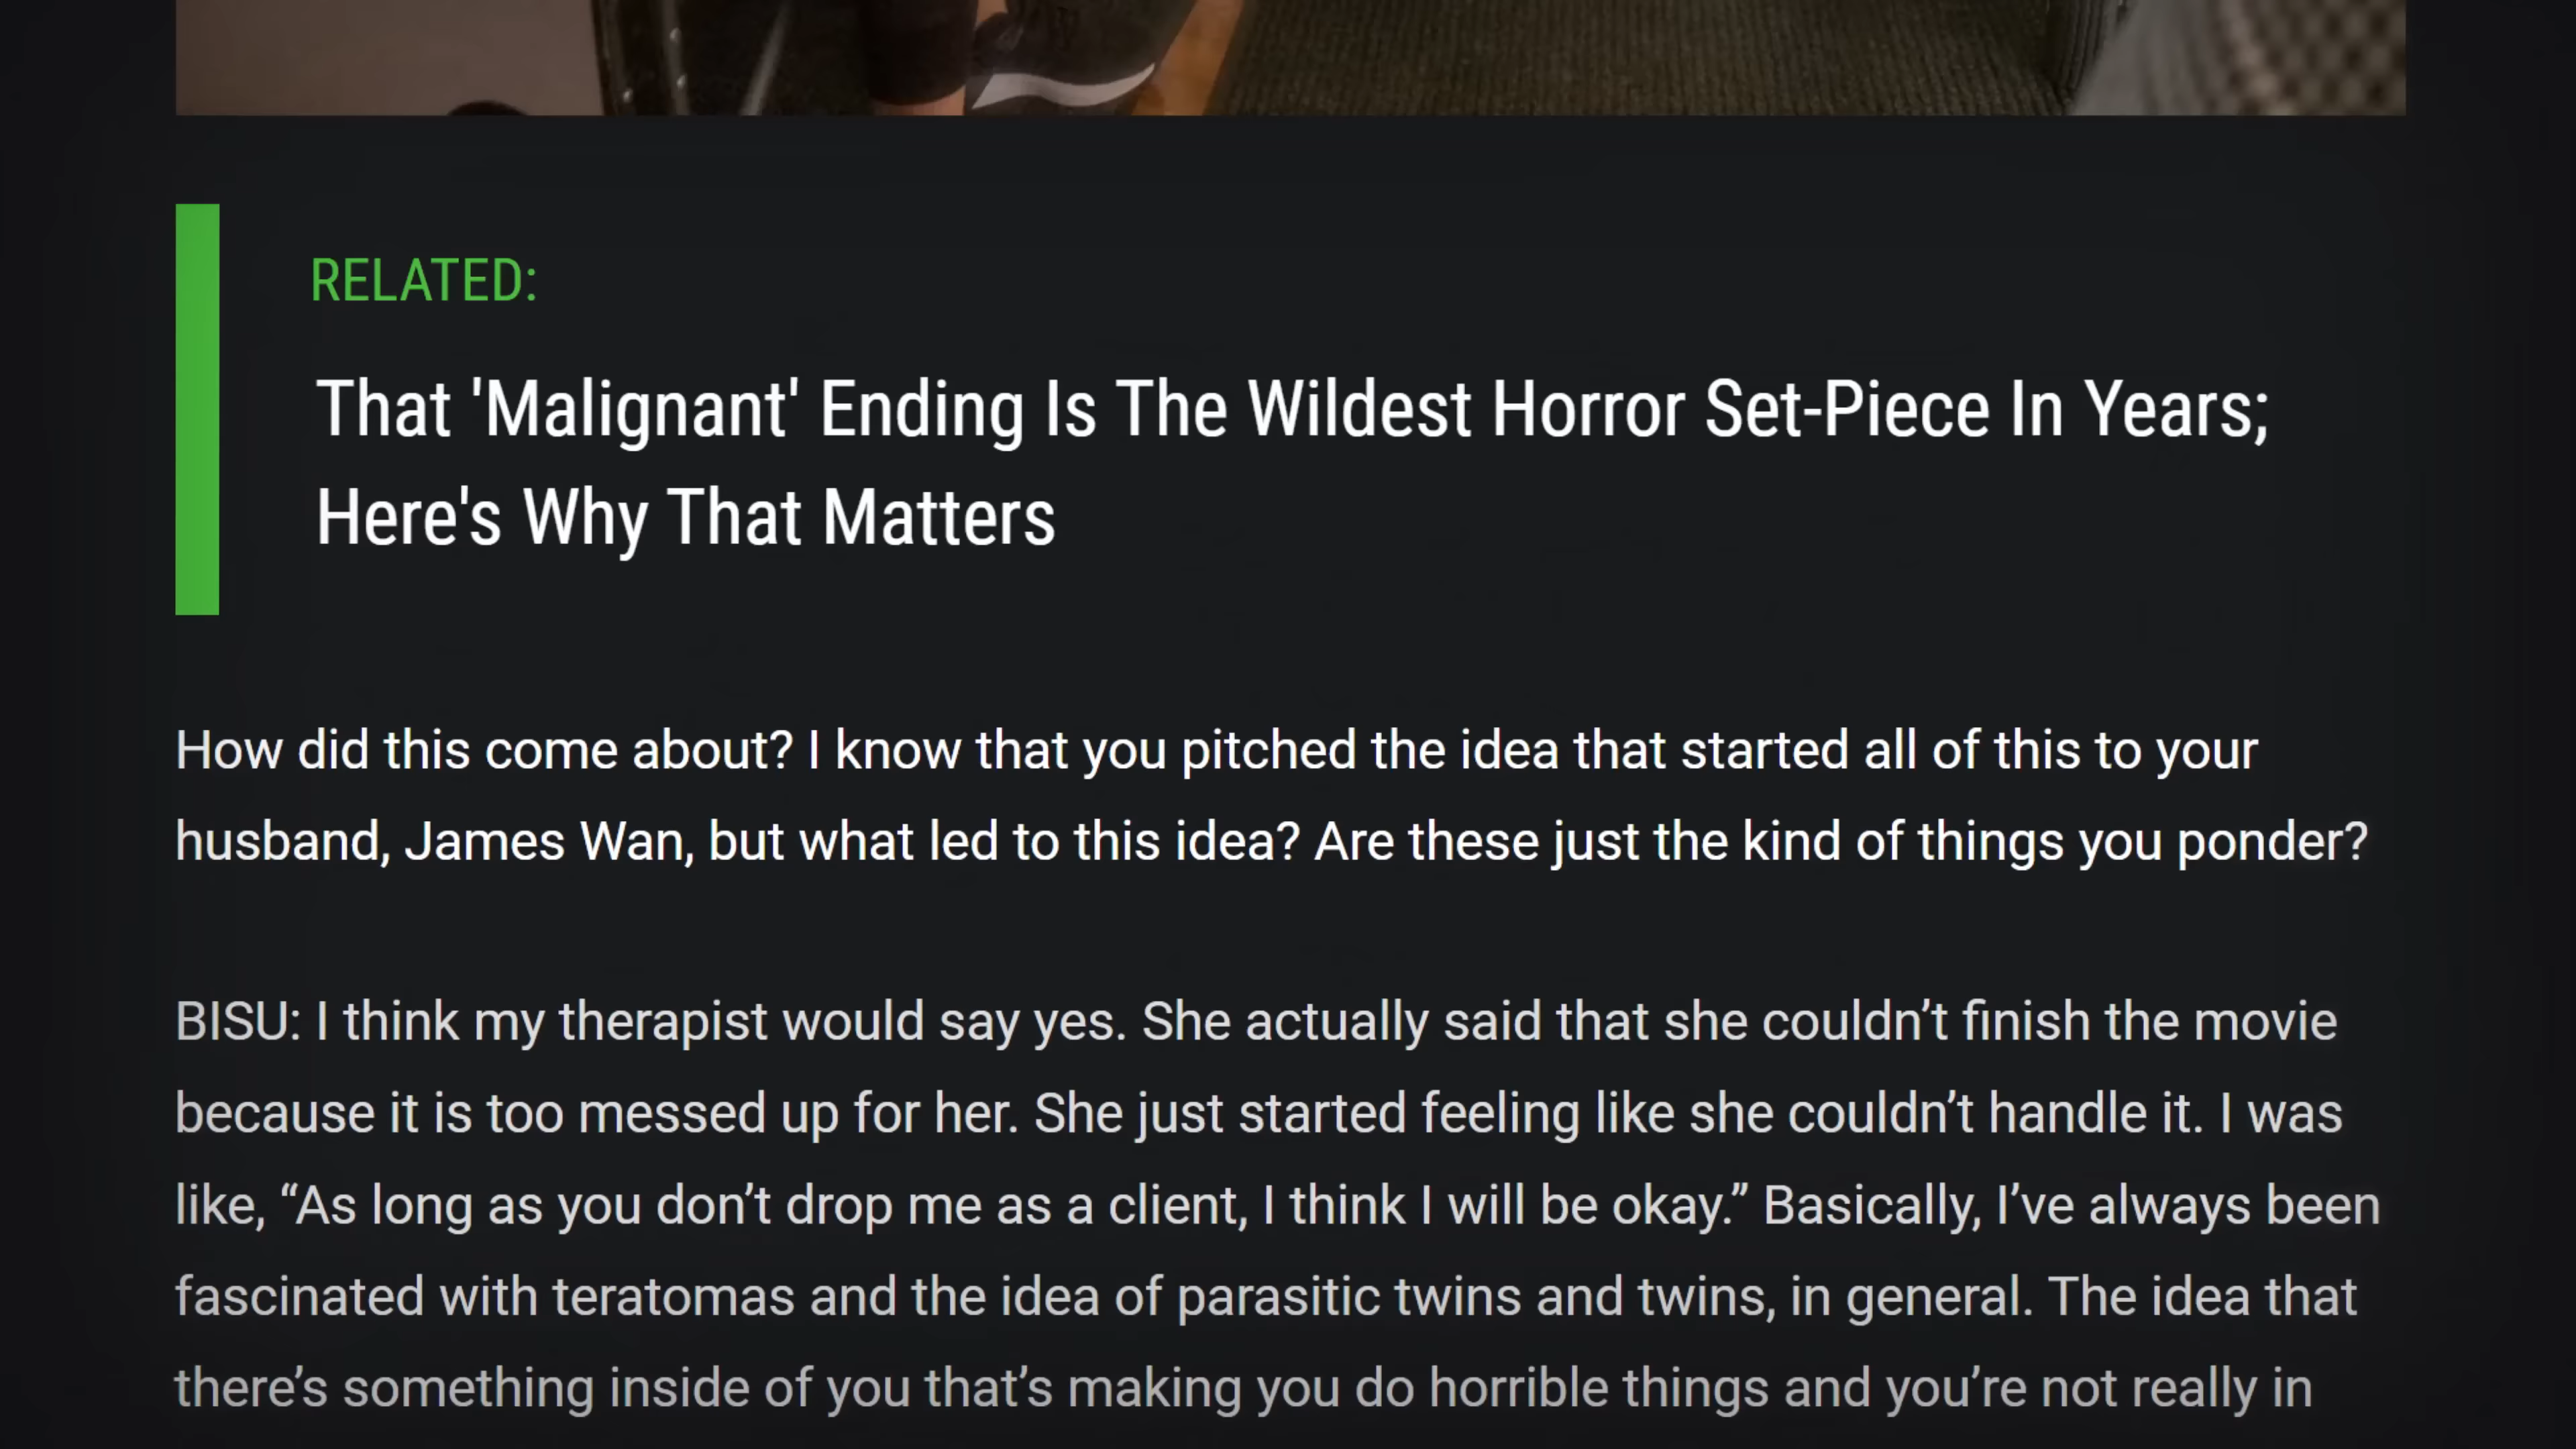 RELATED:
That 'Malignant' Ending Is The Wildest Horror Set-Piece In Years;
Here's Why That Matters
How did this come about? I know that you pitched the idea that started all of this to your
husband, James Wan, but what led to this idea? Are these just the kind of things you ponder?
BISU: I think my therapist would say yes. She actually said that she couldn’t finish the movie
because it is too messed up for her. She just started feeling like she couldn’t handle it. I was
like, “As long as you don’t drop me as a client, I think I will be okay.” Basically, I’ve always been
fascinated with teratomas and the idea of parasitic twins and twins, in general. The idea that
there’s something inside of you that’s making you do horrible things and you’re not really in